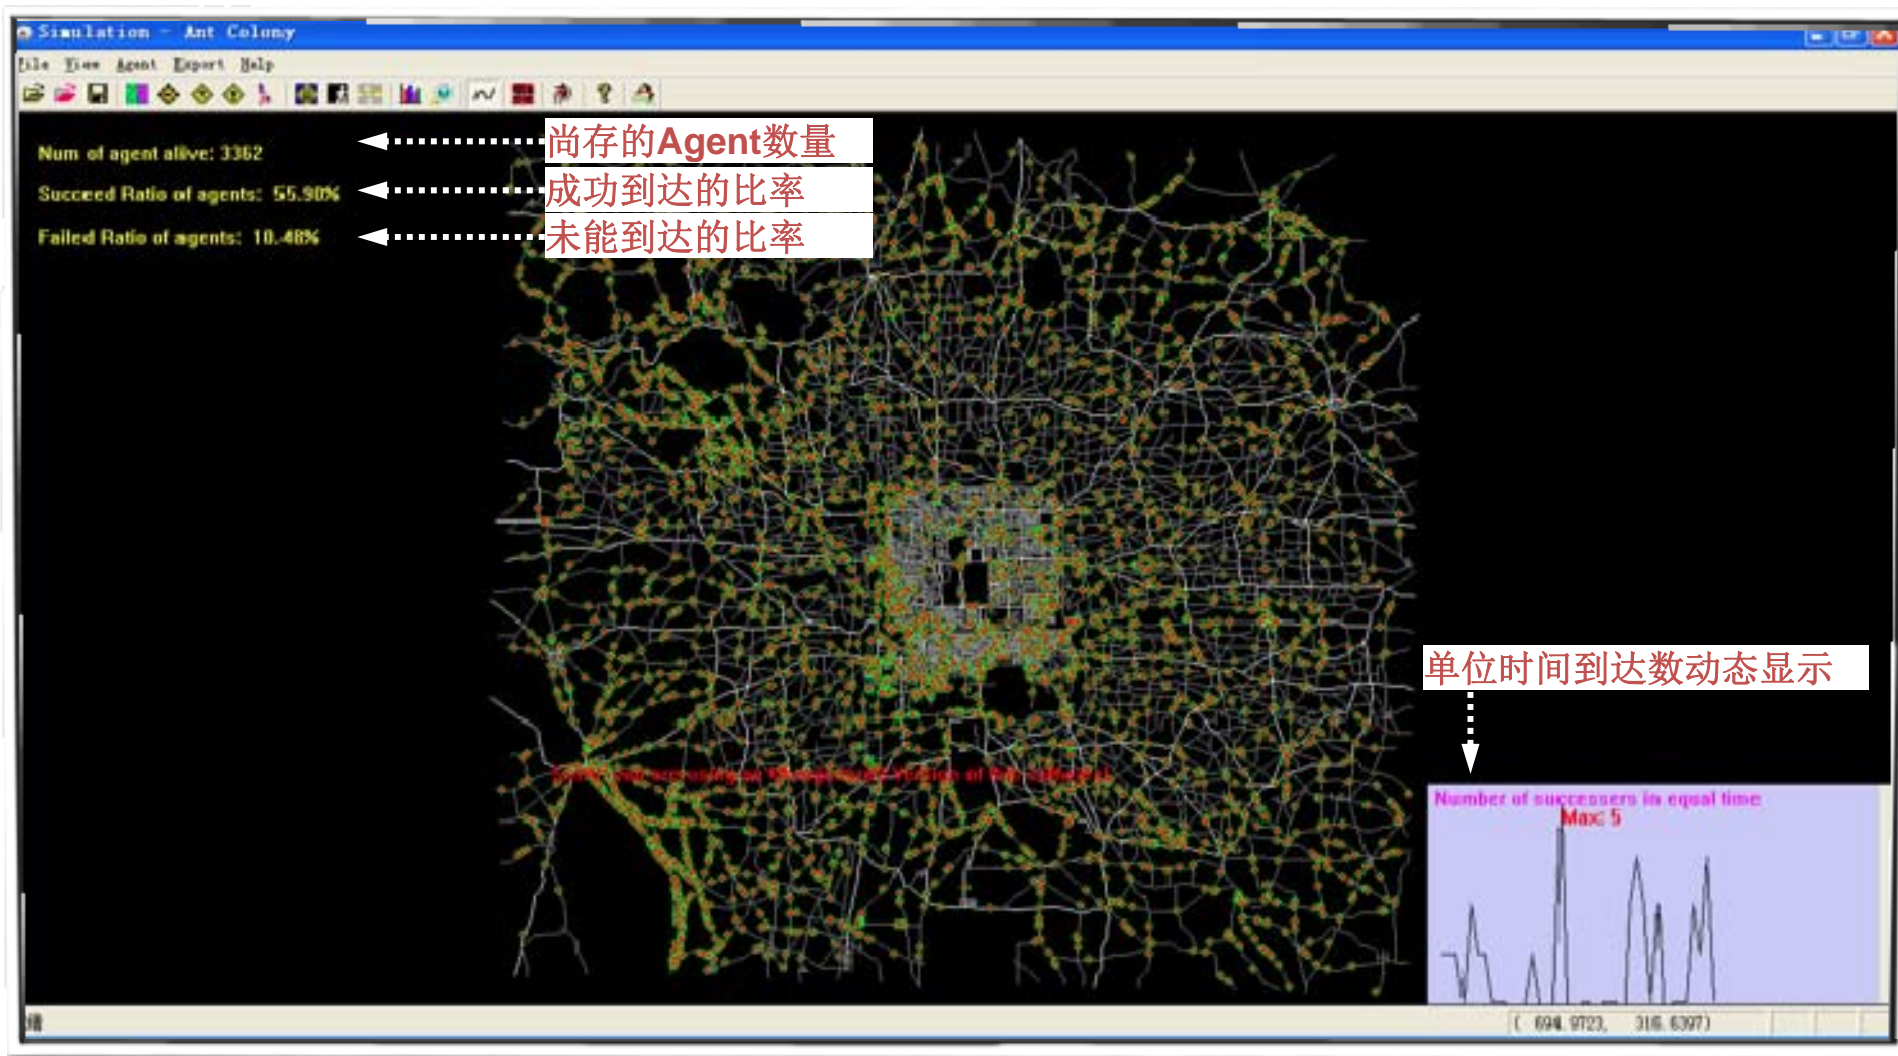 Simulation - Ant Colony
File View Agent Export Help
Num of agent alive: 3362
尚存的Agent数量
Succeed Ratio of agents: 55.90%
成功到达的比率
Failed Ratio of agents: 10.48%
未能到达的比率
单位时间到达数动态显示
Number of successers in equal time
Max: 5